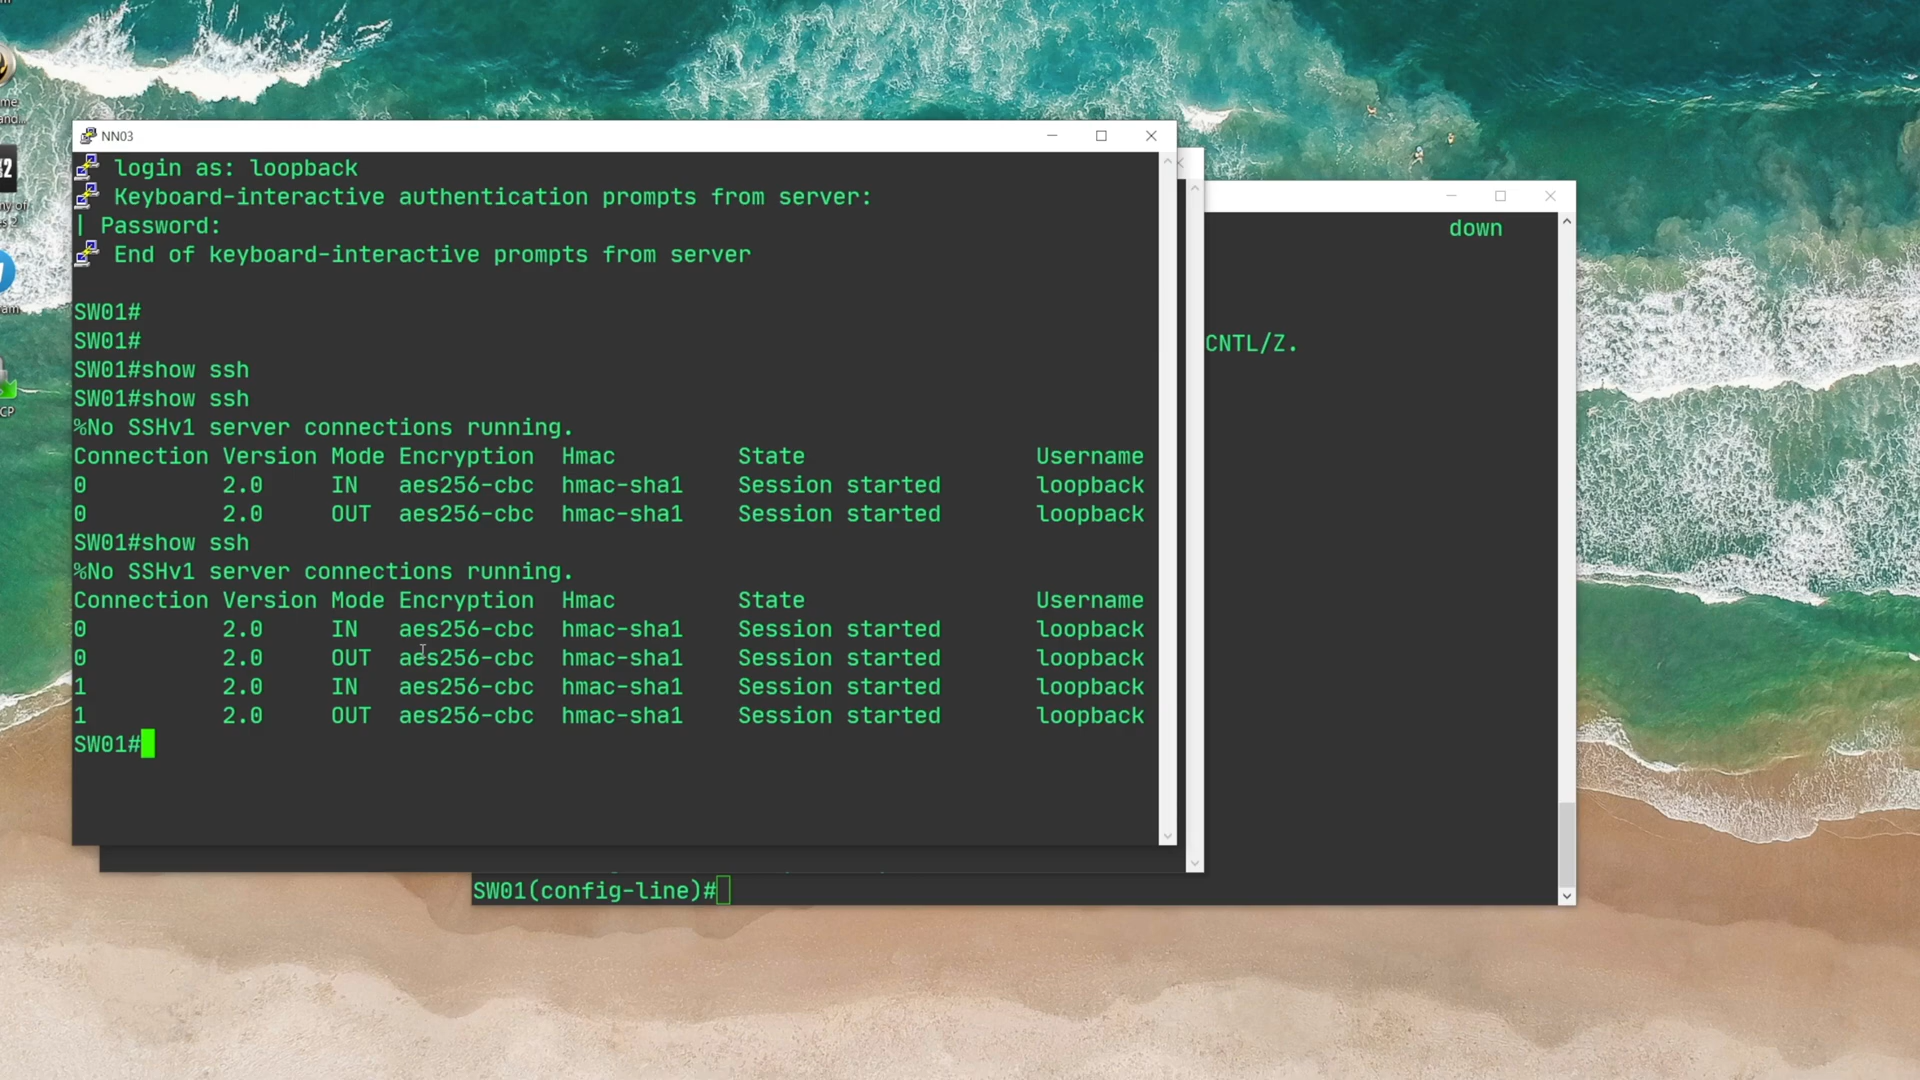 NN03
login as: loopback
Keyboard-interactive authentication prompts from server:
| Password:
End of keyboard-interactive prompts from server
SW01#
SW01#
SW01#show ssh
SW01#show ssh
%No SSHv1 server connections running.
Connection Version Mode Encryption Hmac State Username
0 2.0 IN aes256-cbc hmac-sha1 Session started loopback
0 2.0 OUT aes256-cbc hmac-sha1 Session started loopback
SW01#show ssh
%No SSHv1 server connections running.
Connection Version Mode Encryption Hmac State Username
0 2.0 IN aes256-cbc hmac-sha1 Session started loopback
0 2.0 OUT aes256-cbc hmac-sha1 Session started loopback
1 2.0 IN aes256-cbc hmac-sha1 Session started loopback
1 2.0 OUT aes256-cbc hmac-sha1 Session started loopback
SW01#
down
CNTL/Z.
SW01(config-line)#